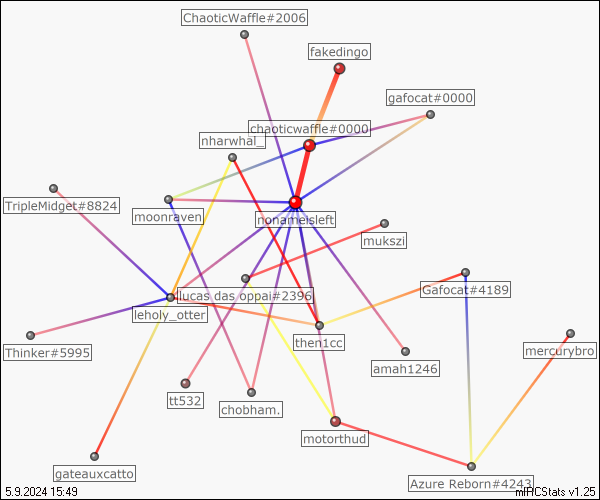 ChaoticWaffle#2006
fakedingo
gafocat#0000
chaoticwaffle#0000
nharwhal_
TripleMidget#8824
moonraven
nonameisleft
mukszi
lucas das oppai#2396
Gafocat#4189
leholy_otter
then1cc
Thinker#5995
mercurybro
amah1246
tt532
chobham.
motorthud
gateauxcatto
Azure Reborn#4243
5.9.2024 15:49
mIRCStats v1.25